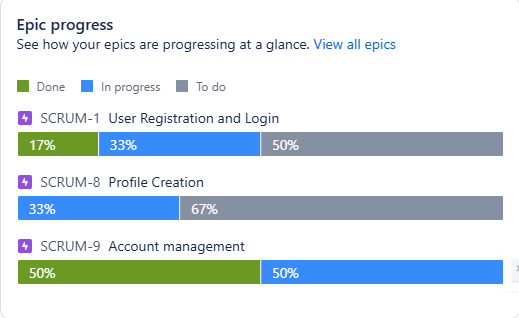 Epic progress
See how your epics are progressing at a glance. View all epics
Done In progress To do
SCRUM-1 User Registration and Login
17% 33% 50%
SCRUM-8 Profile Creation
33% 67%
SCRUM-9 Account management
50% 50%